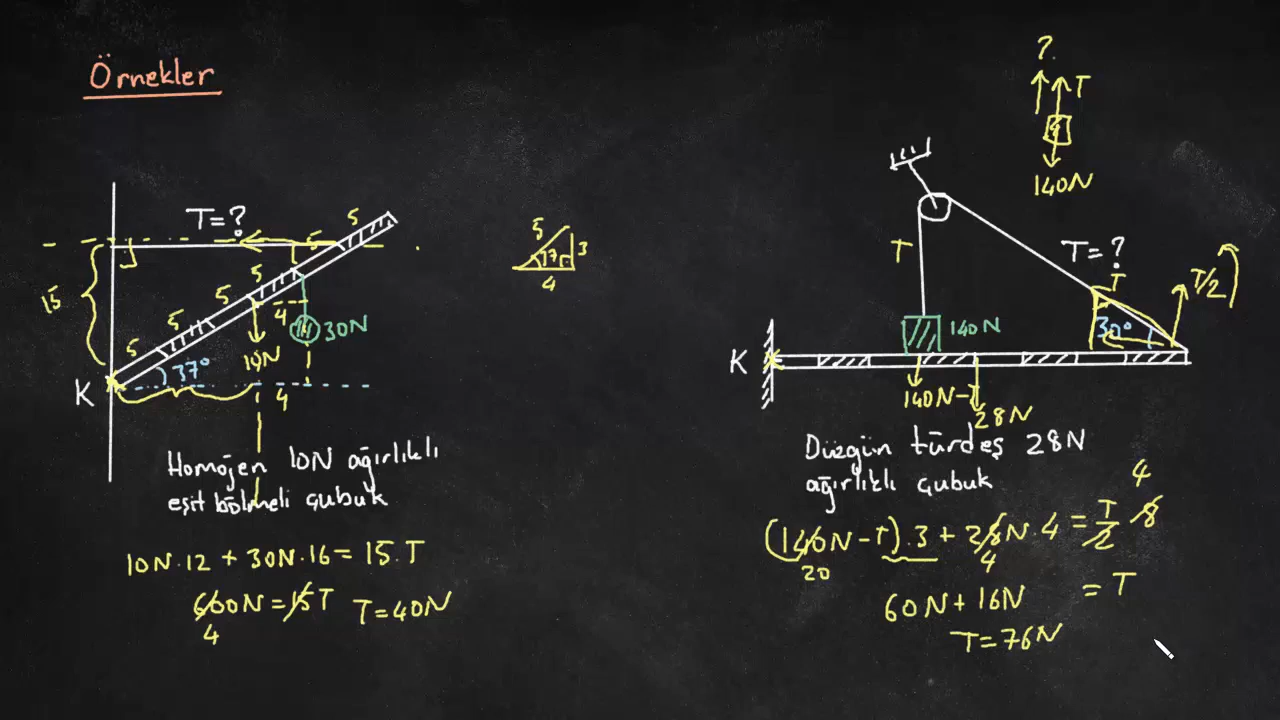 Örnekler
T=?
5
5
5
5
5
5
15
4
30N
10N
37°
K
4
5
37
3
4
Homojen 10N ağırlıklı
eşit bölmeli çubuk
10N.12 + 30N.16 = 15.T
600N = 15T T=40N
4
?
T
140N
T
T=?
T
T/2
30°
140N
K
140N-T
28N
Düzgün türdeş 28N
ağırlıklı çubuk
4
(140N-T).3 + 28N.4 = T/2 8
20 4
60N + 16N = T
T=76N